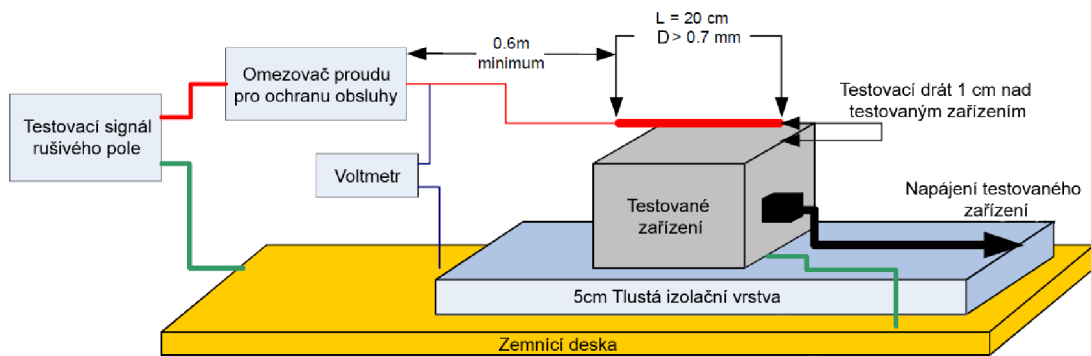 L = 20 cm
D > 0.7 mm
0.6m
minimum
Omezovač proudu
pro ochranu obsluhy
Testovací drát 1 cm nad
testovaným zařízením
Testovací signál
rušivého pole
Voltmetr
Napájení testovaného
zařízení
Testované
zařízení
5cm Tlustá izolační vrstva
Zemnící deska